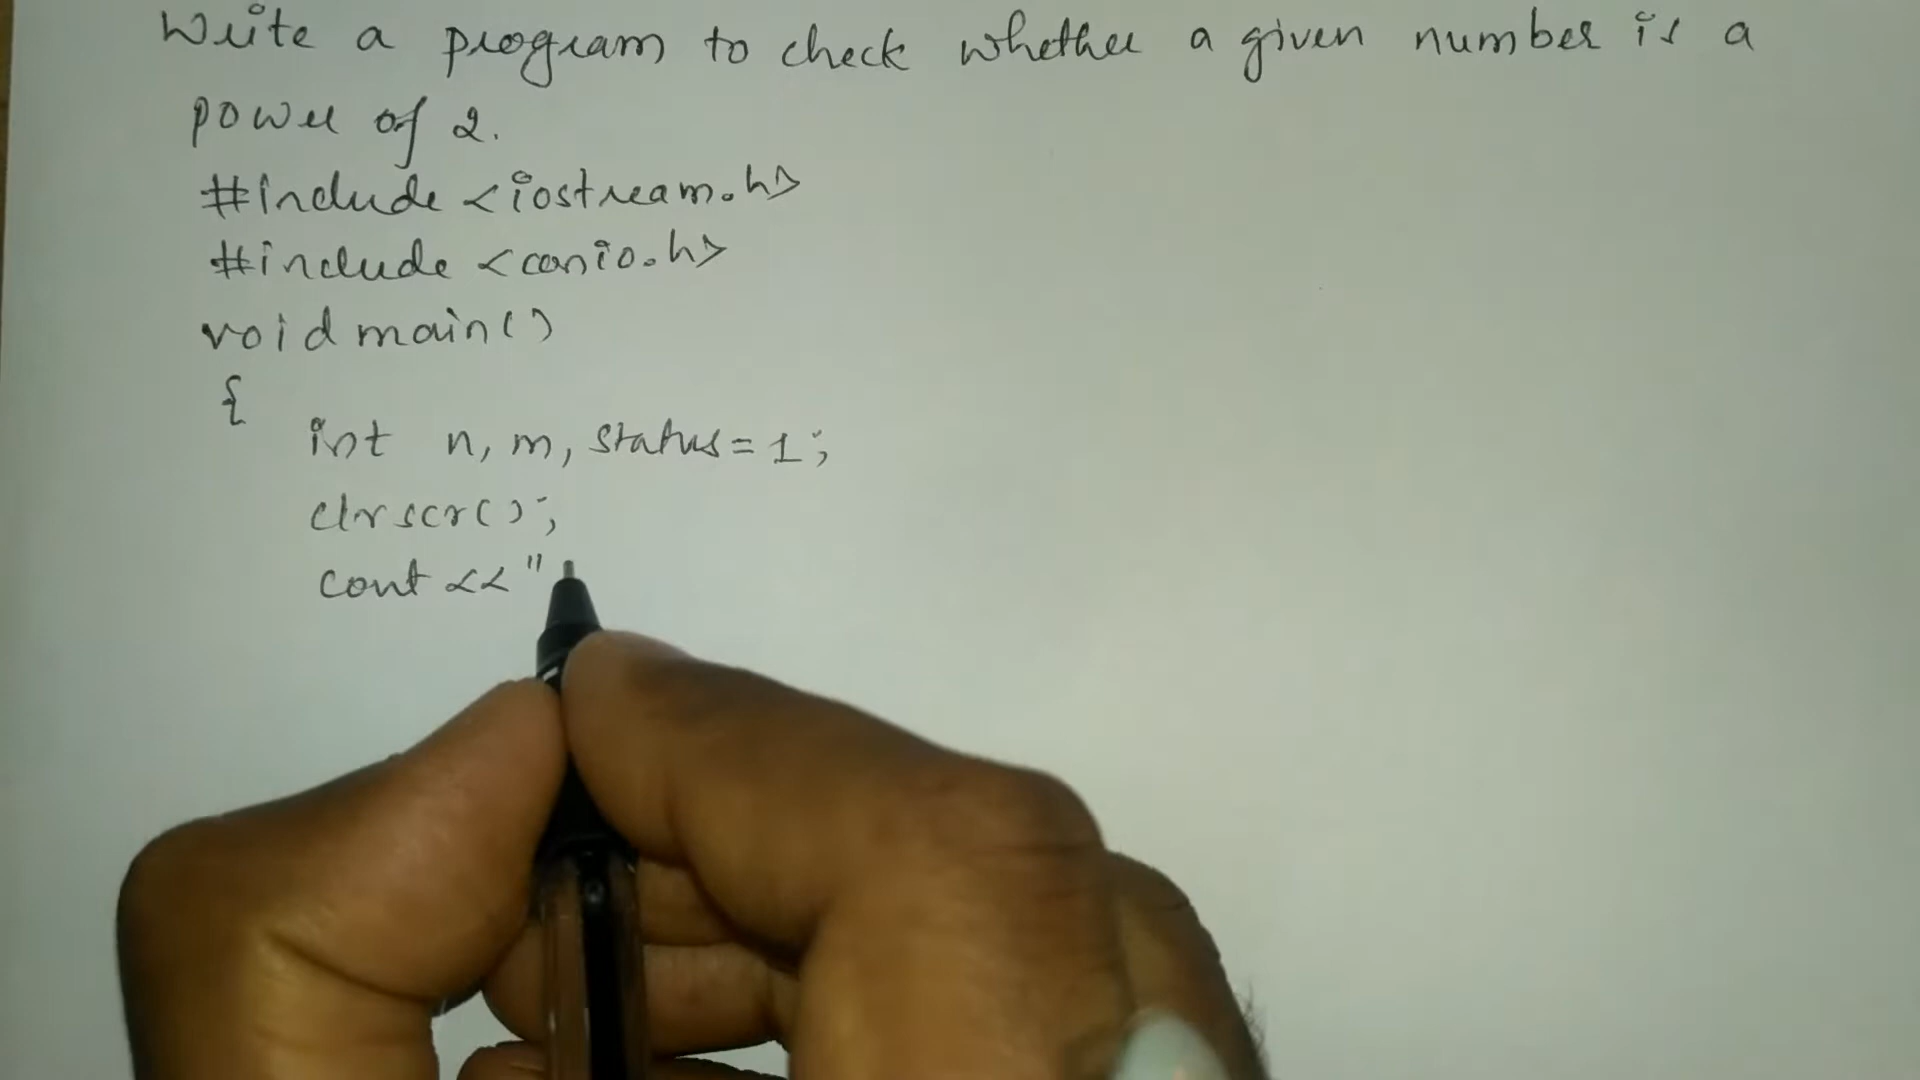 Write a program to check whether a given number is a
power of 2.
#include <iostream.h>
#include <conio.h>
void main()
{
int n, m, status=1;
clrscr();
cout <<"